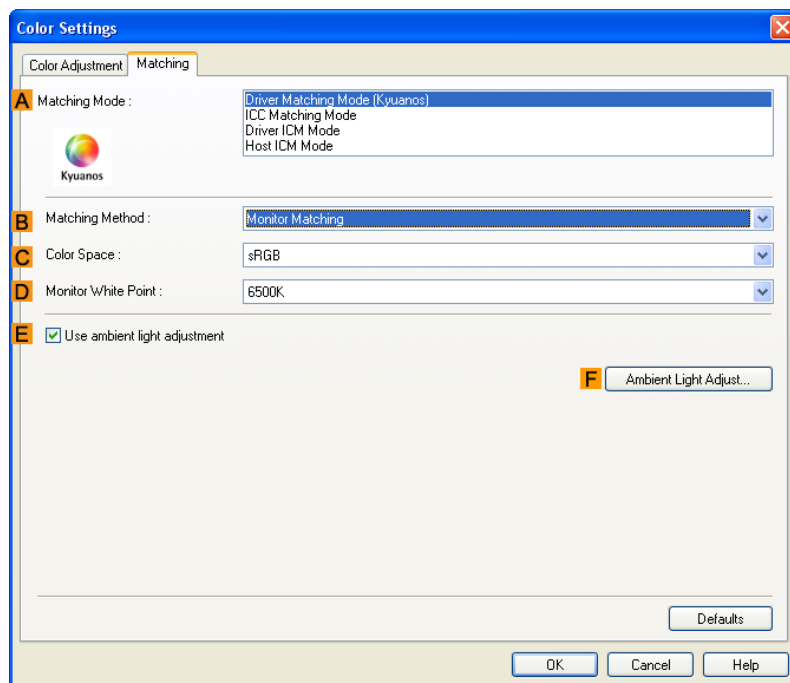 Color Settings
Color Adjustment Matching
A Matching Mode :
Driver Matching Mode (Kyuanos)
ICC Matching Mode
Driver ICM Mode
Host ICM Mode
Kyuanos
B Matching Method : Monitor Matching
C Color Space : sRGB
D Monitor White Point : 6500K
E Use ambient light adjustment
F Ambient Light Adjust...
Defaults
OK Cancel Help